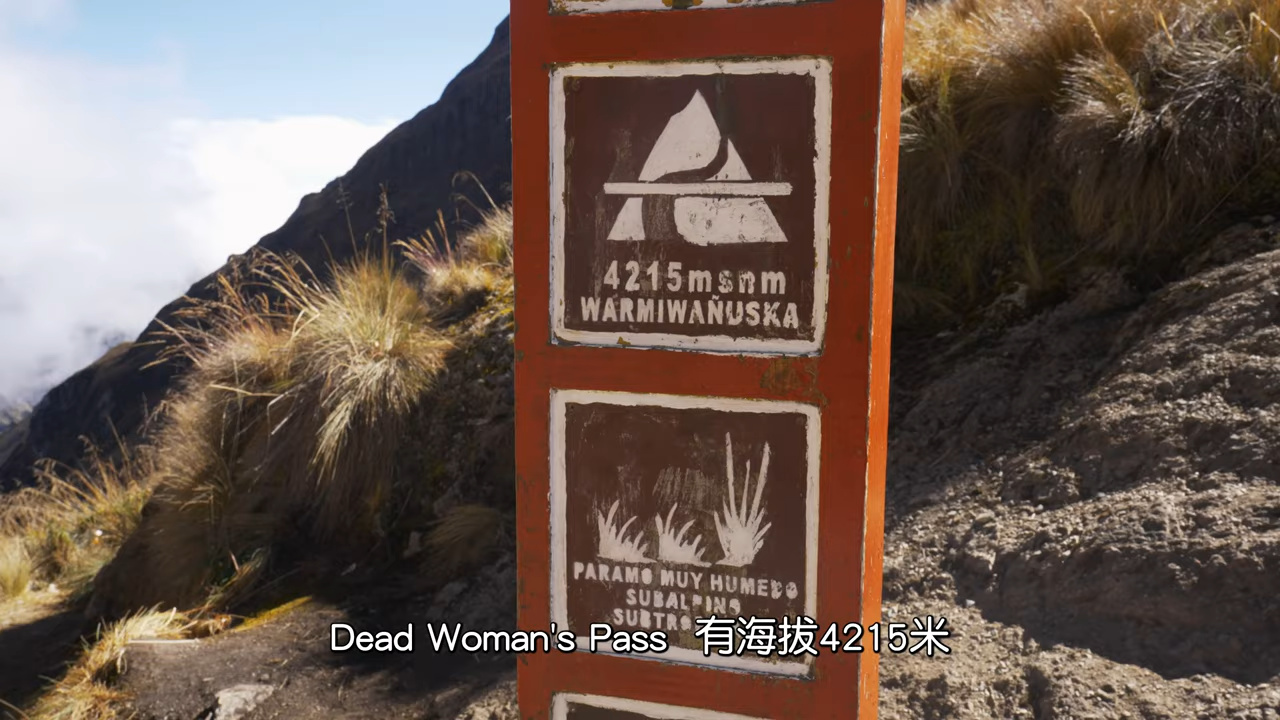 4215msnm
WARMIWAÑUSKA
PARAMO MUY HUMEDO
SUBALPINO
Dead Woman's Pass 有海拔4215米